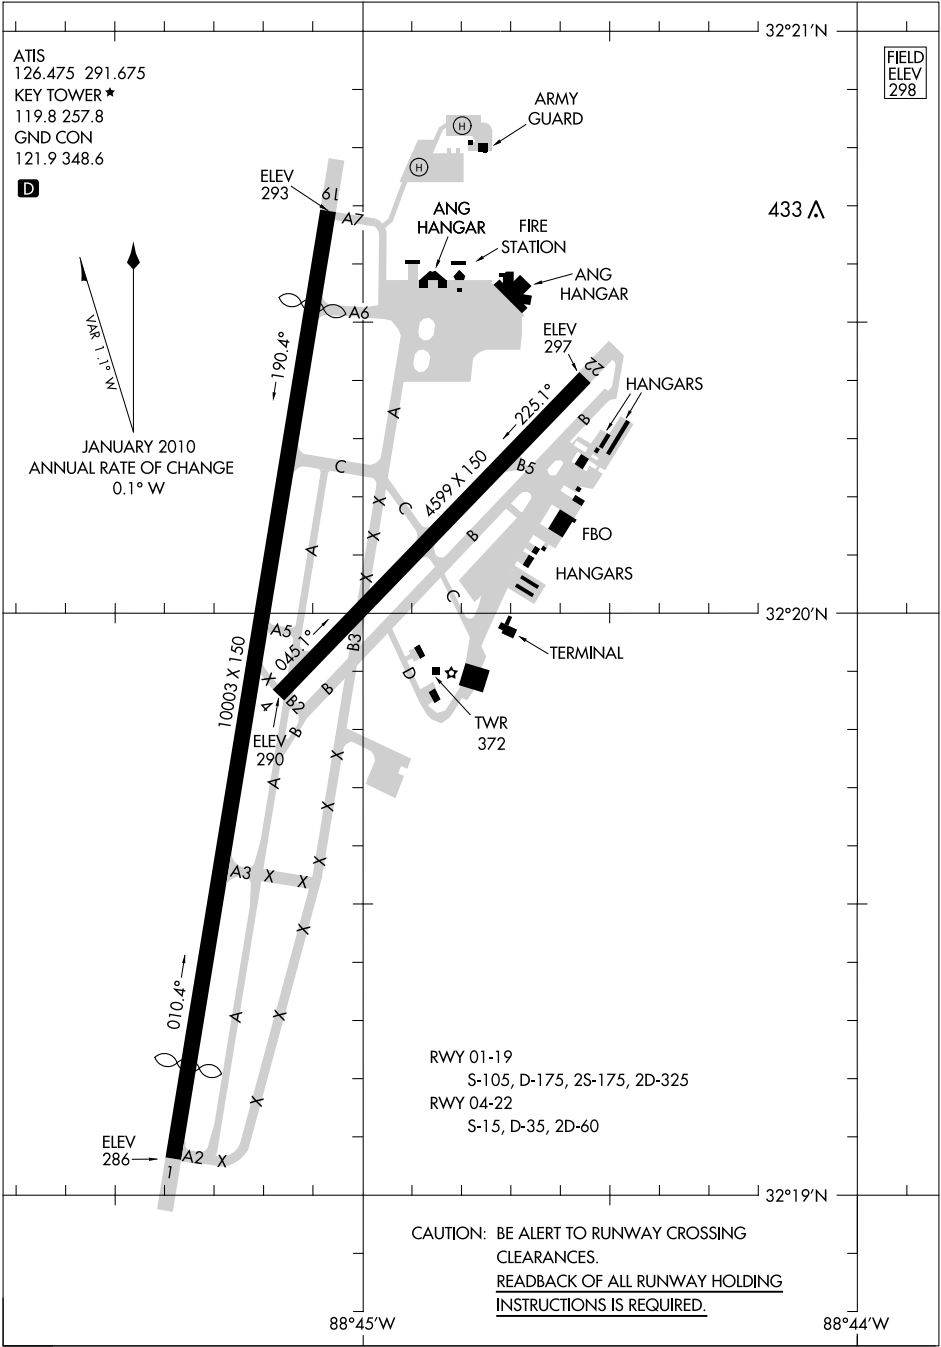 32°21'N
ATIS
126.475 291.675
KEY TOWER ★
119.8 257.8
GND CON
121.9 348.6
D
FIELD
ELEV
298
ARMY
GUARD
H
H
ELEV
293
19
A7
ANG
HANGAR
FIRE
STATION
433
ANG
HANGAR
A6
VAR 1.1° W
190.4°
ELEV
297
22
JANUARY 2010
ANNUAL RATE OF CHANGE
0.1° W
225.1°
HANGARS
A
B
C
B5
4599 X 150
X
C
X
B
FBO
A
X
HANGARS
C
32°20'N
A5
045.1°
B3
TERMINAL
10003 X 150
X
4
B2
B
D
B
TWR
372
ELEV
290
X
A
X
X
A3
X
X
X
010.4°
A
X
RWY 01-19
S-105, D-175, 2S-175, 2D-325
RWY 04-22
S-15, D-35, 2D-60
X
ELEV
286
A2
X
1
32°19'N
CAUTION: BE ALERT TO RUNWAY CROSSING
CLEARANCES.
READBACK OF ALL RUNWAY HOLDING
INSTRUCTIONS IS REQUIRED.
88°45'W
88°44'W